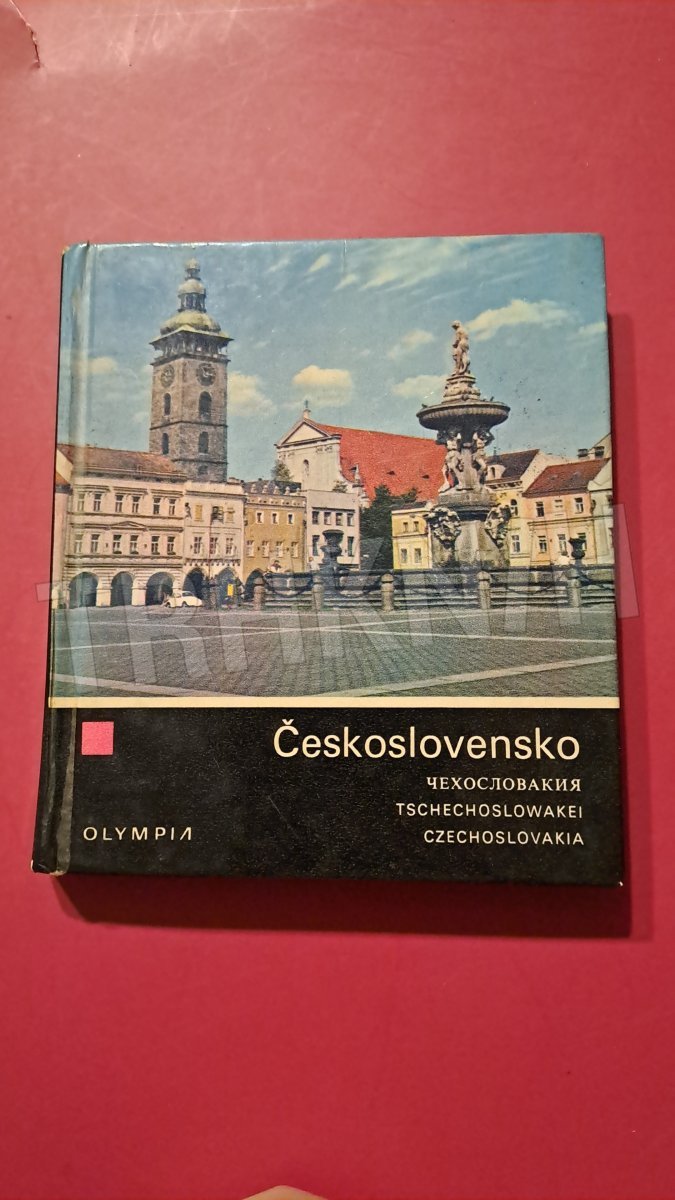 Československo
ЧЕХОСЛОВАКИЯ
TSCHECHOSLOWAKEI
CZECHOSLOVAKIA
OLYMPIA